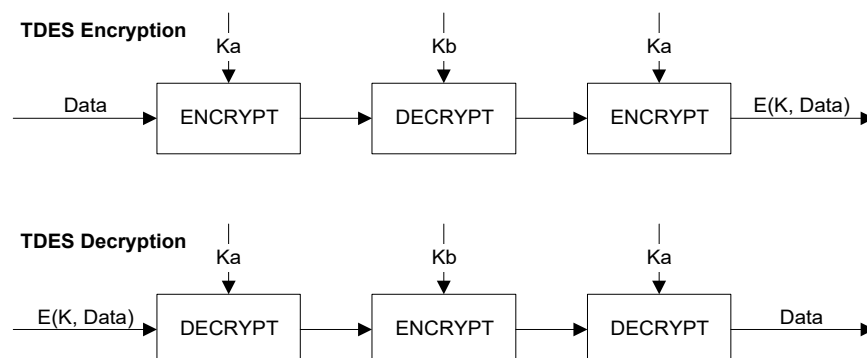 TDES Encryption
Ka
Kb
Ka
Data
ENCRYPT
DECRYPT
ENCRYPT
E(K, Data)
TDES Decryption
Ka
Kb
Ka
E(K, Data)
DECRYPT
ENCRYPT
DECRYPT
Data